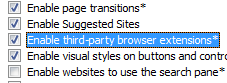 Enable page transitions*
Enable Suggested Sites
Enable third-party browser extensions*
Enable visual styles on buttons and contr
Enable websites to use the search pane*